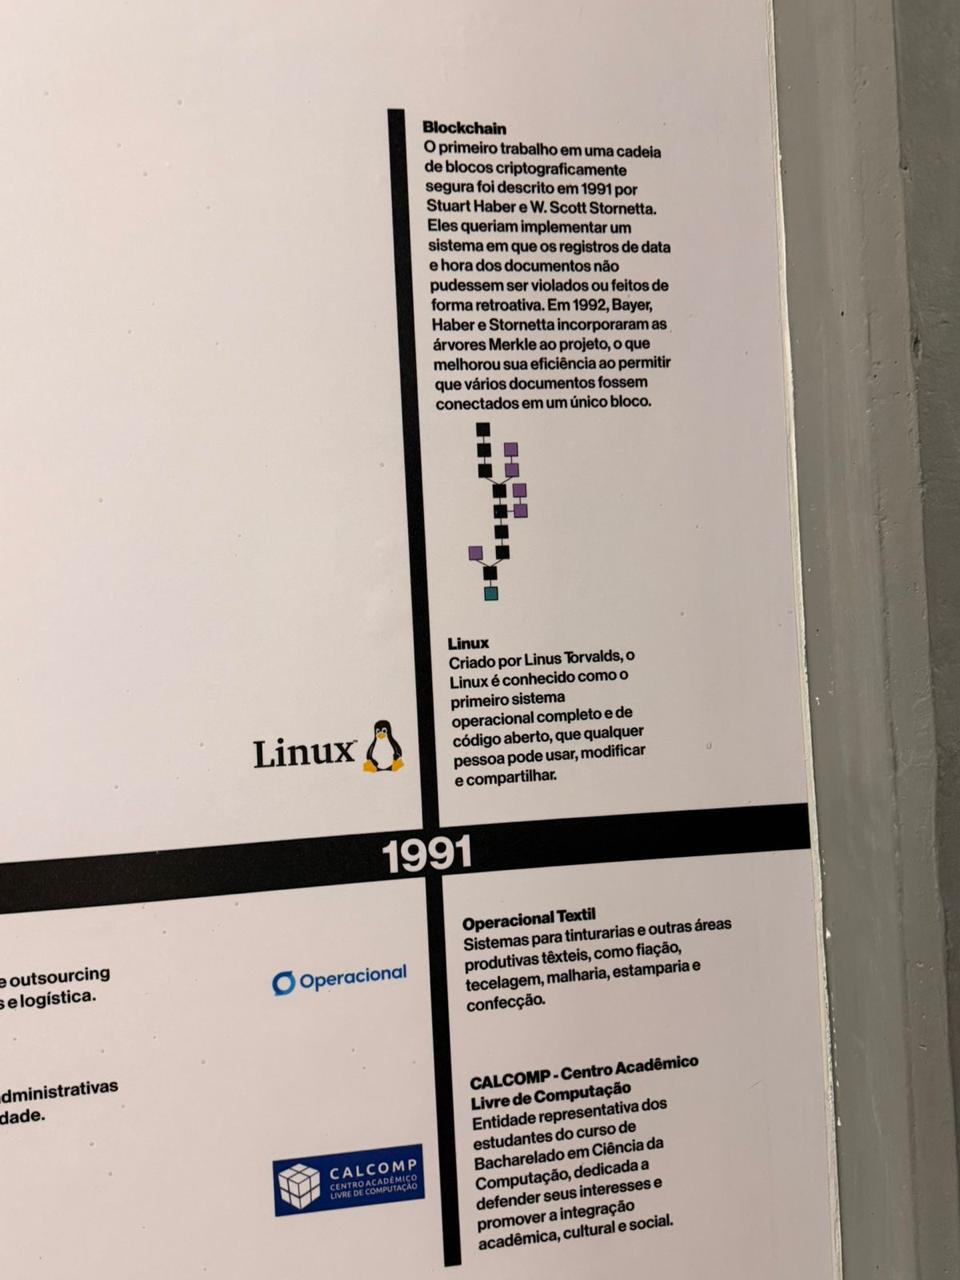 Blockchain
O primeiro trabalho em uma cadeia
de blocos criptograficamente
segura foi descrito em 1991 por
Stuart Haber e W. Scott Stornetta.
Eles queriam implementar um
sistema em que os registros de data
e hora dos documentos não
pudessem ser violados ou feitos de
forma retroativa. Em 1992, Bayer,
Haber e Stornetta incorporaram as
árvores Merkle ao projeto, o que
melhorou sua eficiência ao permitir
que vários documentos fossem
conectados em um único bloco.
Linux
Criado por Linus Torvalds, o
Linux é conhecido como o
primeiro sistema
operacional completo e de
código aberto, que qualquer
pessoa pode usar, modificar
e compartilhar.
Linux™
1991
e outsourcing
s e logística.
Operacional
Operacional Textil
Sistemas para tinturarias e outras áreas
produtivas têxteis, como fiação,
tecelagem, malharia, estamparia e
confecção.
dministrativas
dade.
CALCOMP
CENTRO ACADÊMICO
LIVRE DE COMPUTAÇÃO
CALCOMP - Centro Acadêmico
Livre de Computação
Entidade representativa dos
estudantes do curso de
Bacharelado em Ciência da
Computação, dedicada a
defender seus interesses e
promover a integração
acadêmica, cultural e social.